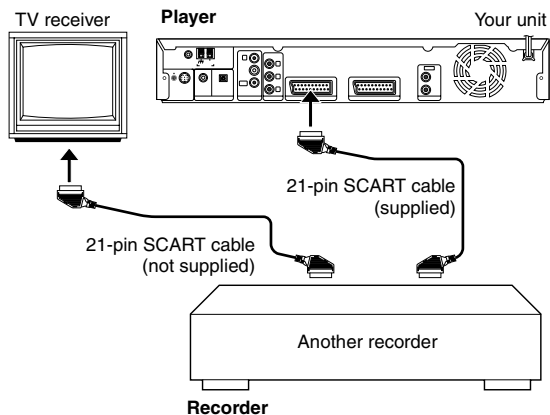 TV receiver
Player
Your unit
21-pin SCART cable
(supplied)
21-pin SCART cable
(not supplied)
Another recorder
Recorder